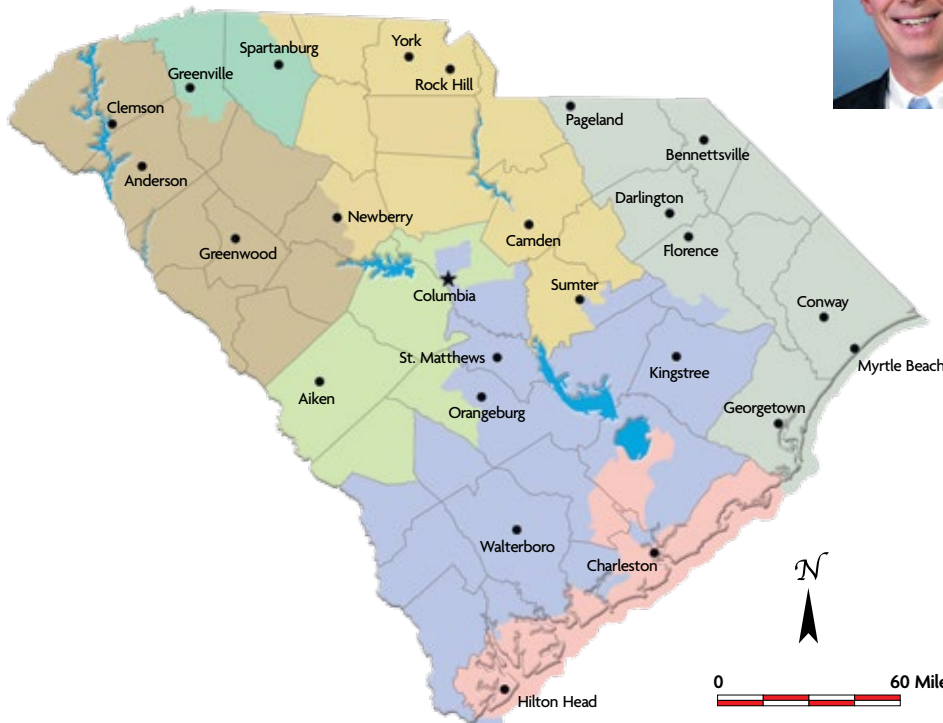 York
Spartanburg
Rock Hill
Greenville
Clemson
Pageland
Bennettsville
Anderson
Darlington
Newberry
Greenwood
Camden
Florence
Columbia
Sumter
Conway
St. Matthews
Kingstree
Myrtle Beach
Aiken
Orangeburg
Georgetown
Walterboro
Charleston
N
Hilton Head
0 60 Mile